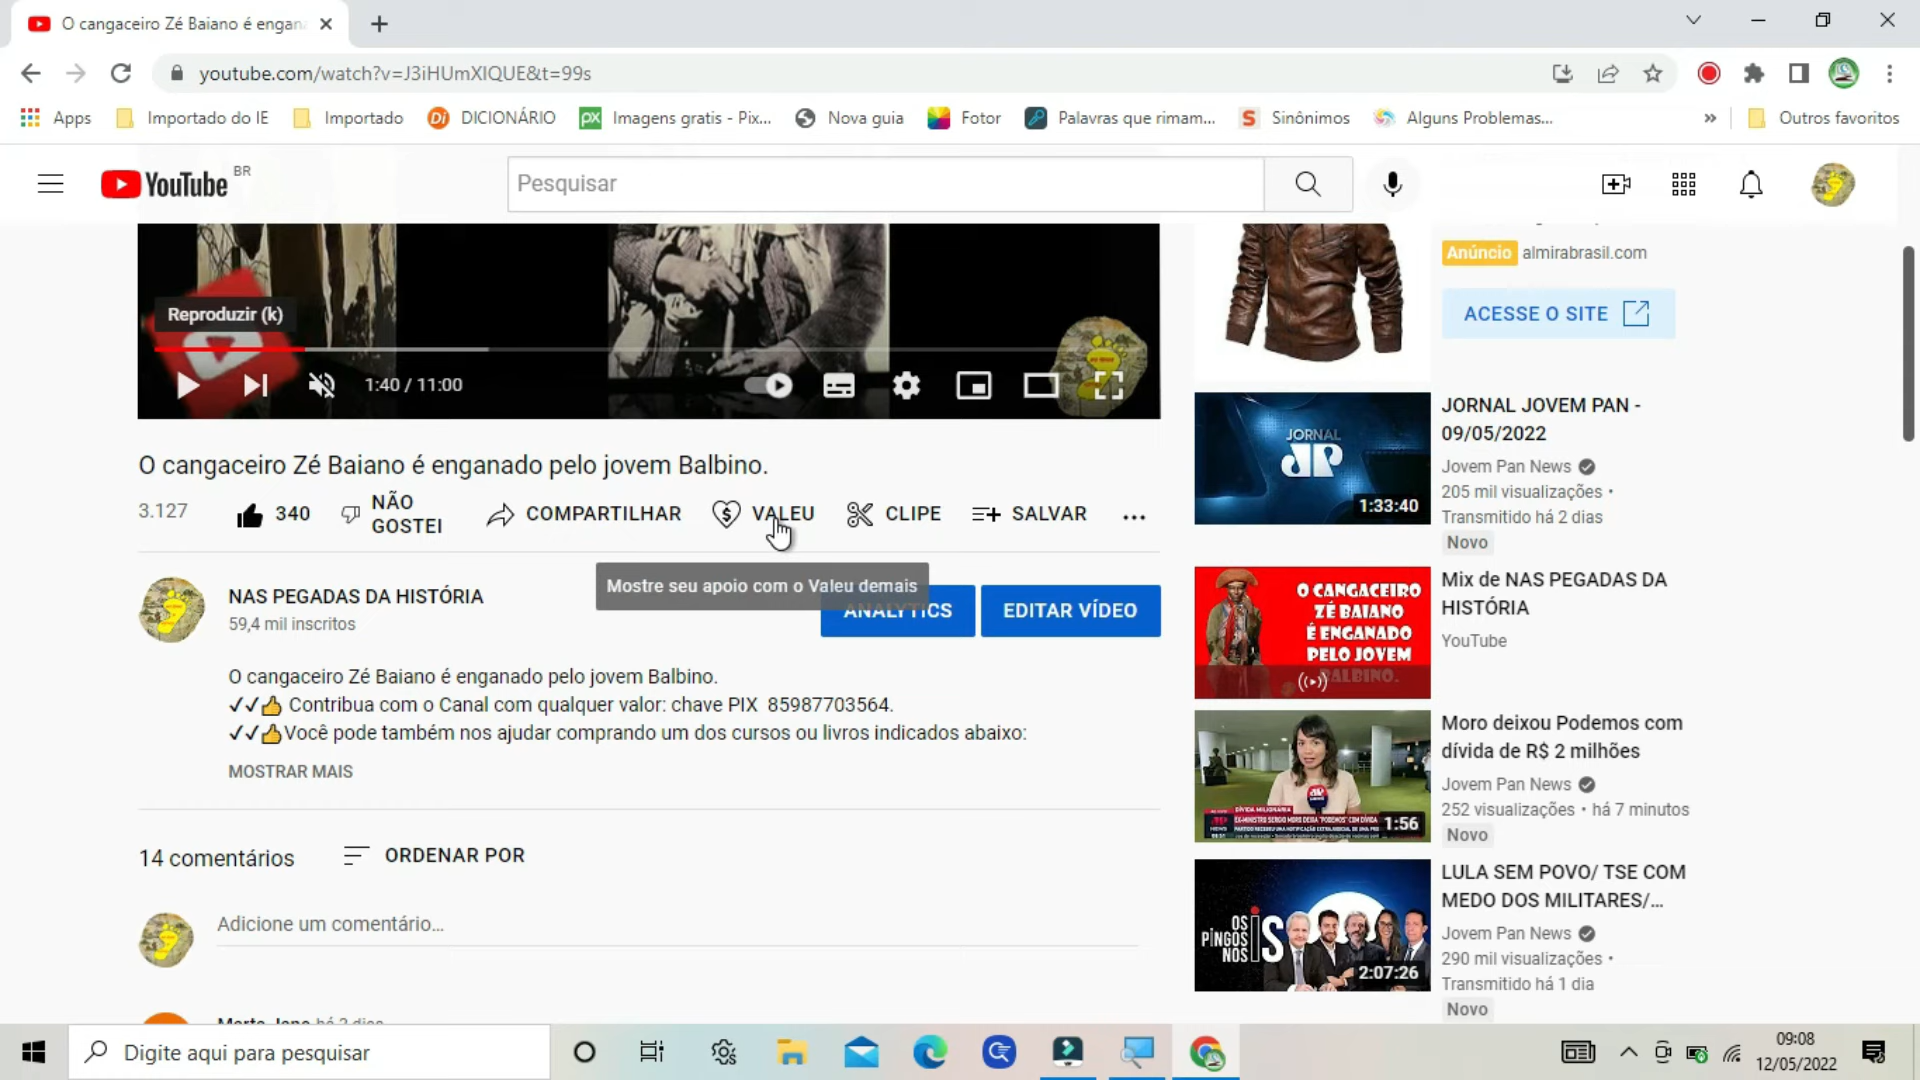 O cangaceiro Zé Baiano é engan
youtube.com/watch?v=J3iHUmXIQUE&t=99s
Apps
Importado do IE
Importado
DICIONÁRIO
Imagens gratis - Pix...
Nova guia
Fotor
Palavras que rimam...
Sinônimos
Alguns Problemas...
»
Outros favoritos
YouTube BR
Pesquisar
Reproduzir (k)
1:40 / 11:00
O cangaceiro Zé Baiano é enganado pelo jovem Balbino.
3.127
340
NÃO
GOSTEI
COMPARTILHAR
VALEU
CLIPE
SALVAR
...
Mostre seu apoio com o Valeu demais
NAS PEGADAS DA HISTÓRIA
59,4 mil inscritos
ANALYTICS
EDITAR VÍDEO
O cangaceiro Zé Baiano é enganado pelo jovem Balbino.
✓✓👍 Contribua com o Canal com qualquer valor: chave PIX 85987703564.
✓✓👍Você pode também nos ajudar comprando um dos cursos ou livros indicados abaixo:
MOSTRAR MAIS
14 comentários
ORDENAR POR
Adicione um comentário...
Anúncio almirabrasil.com
ACESSE O SITE
JORNAL
JP
1:33:40
JORNAL JOVEM PAN -
09/05/2022
Jovem Pan News
205 mil visualizações •
Transmitido há 2 dias
Novo
O CANGACEIRO
ZÉ BAIANO
É ENGANADO
PELO JOVEM
BALBINO.
Mix de NAS PEGADAS DA
HISTÓRIA
YouTube
DÍVIDA MILIONÁRIA
1:56
Moro deixou Podemos com
dívida de R$ 2 milhões
Jovem Pan News
252 visualizações • há 7 minutos
Novo
OS
PINGOS
NOS
iS
2:07:26
LULA SEM POVO/ TSE COM
MEDO DOS MILITARES/...
Jovem Pan News
290 mil visualizações •
Transmitido há 1 dia
Novo
Digite aqui para pesquisar
09:08
12/05/2022